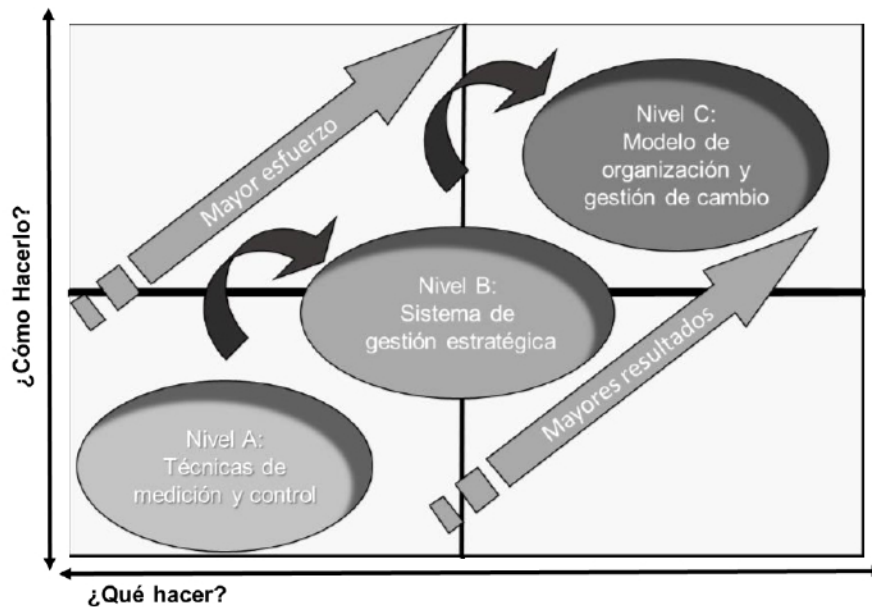 ¿Cómo Hacerlo?
Mayor esfuerzo
Nivel C:
Modelo de
organización y
gestión de cambio
Nivel B:
Sistema de
gestión estratégica
Mayores resultados
Nivel A:
Técnicas de
medición y control
¿Qué hacer?